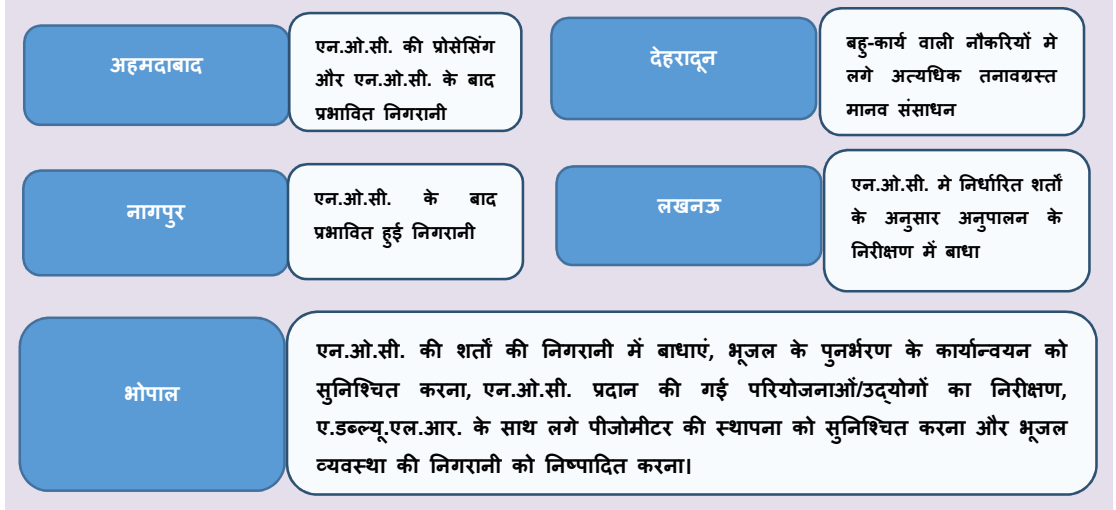 अहमदाबाद
एन.ओ.सी. की प्रोसेसिंग
और एन.ओ.सी. के बाद
प्रभावित निगरानी
देहरादून
बहु-कार्य वाली नौकरियों मे
लगे अत्यधिक तनावग्रस्त
मानव संसाधन
नागपुर
एन.ओ.सी. के बाद
प्रभावित हुई निगरानी
लखनऊ
एन.ओ.सी. मे निर्धारित शर्तों
के अनुसार अनुपालन के
निरीक्षण में बाधा
भोपाल
एन.ओ.सी. की शर्तों की निगरानी में बाधाएं, भूजल के पुनर्भरण के कार्यान्वयन को
सुनिश्चित करना, एन.ओ.सी. प्रदान की गई परियोजनाओं/उद्योगों का निरीक्षण,
ए.डब्ल्यू.एल.आर. के साथ लगे पीजोमीटर की स्थापना को सुनिश्चित करना और भूजल
व्यवस्था की निगरानी को निष्पादित करना।